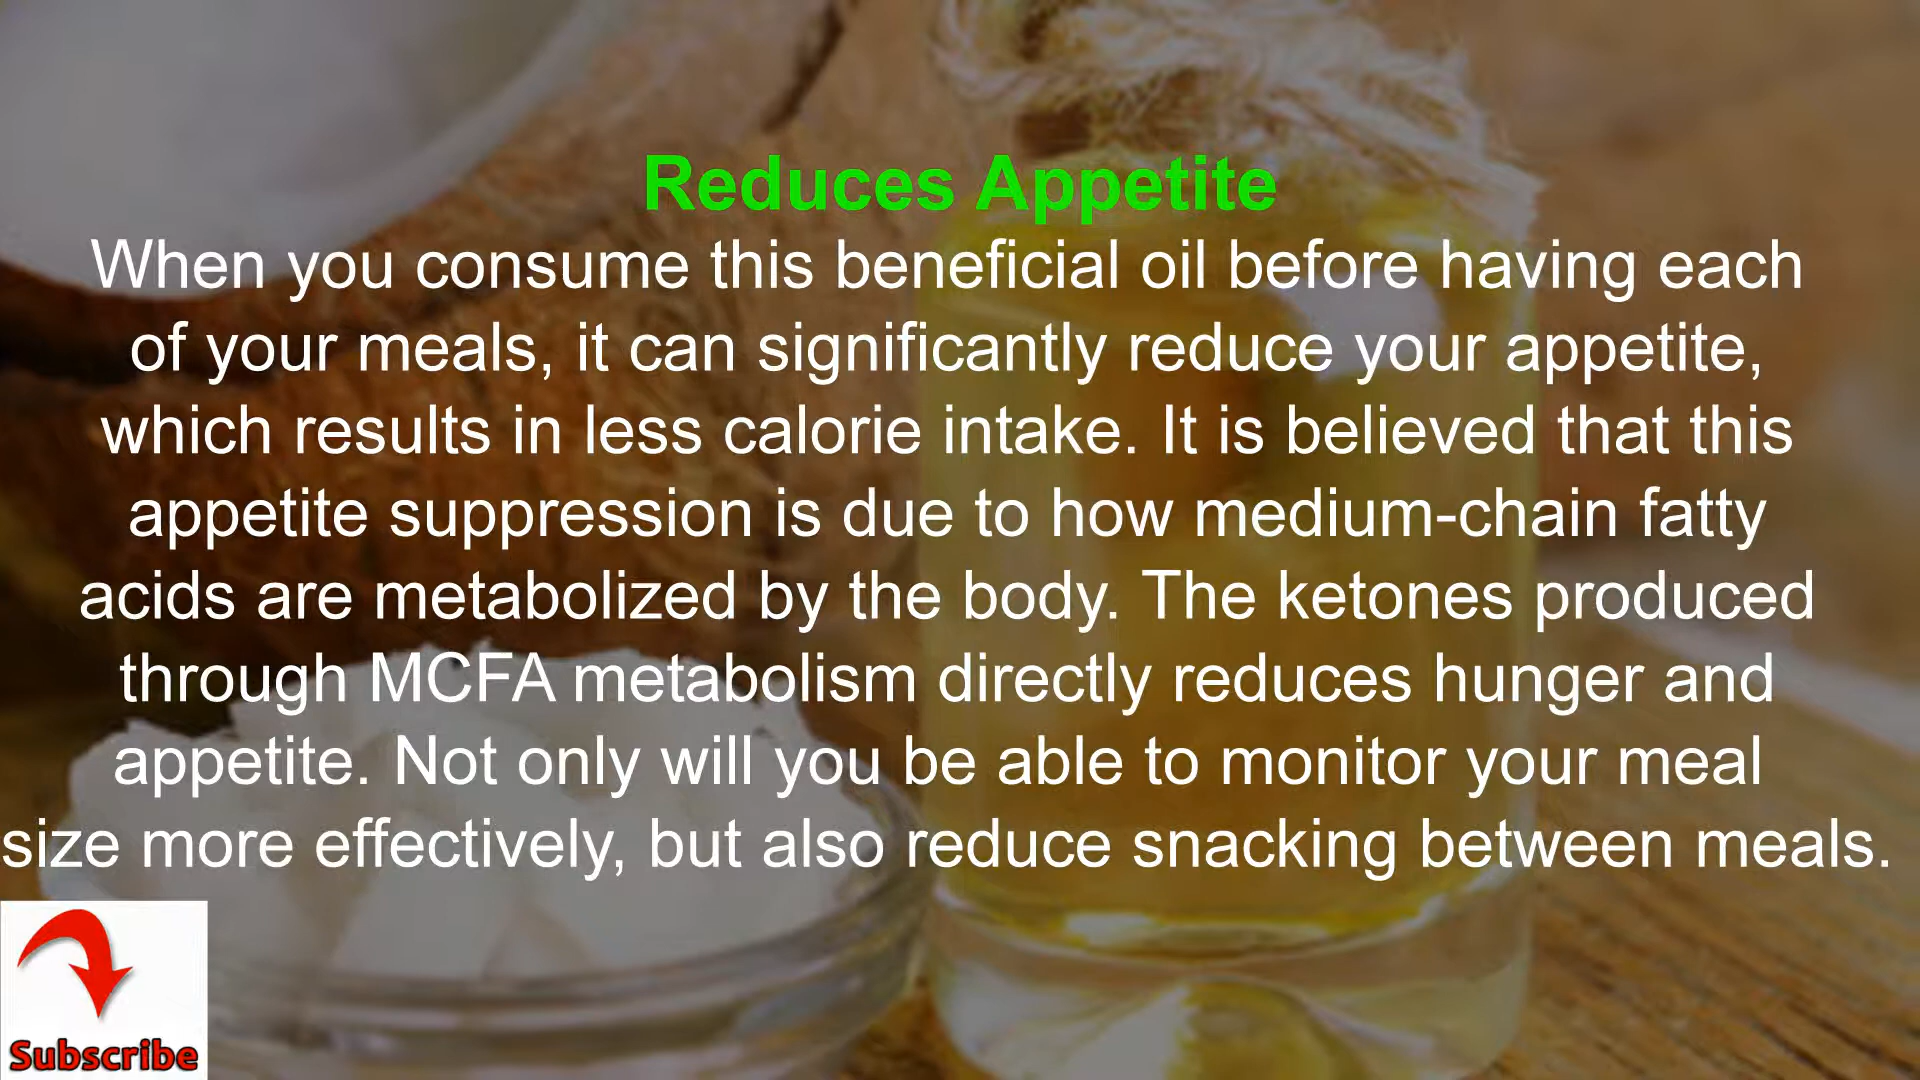 Reduces Appetite
When you consume this beneficial oil before having each
of your meals, it can significantly reduce your appetite,
which results in less calorie intake. It is believed that this
appetite suppression is due to how medium-chain fatty
acids are metabolized by the body. The ketones produced
through MCFA metabolism directly reduces hunger and
appetite. Not only will you be able to monitor your meal
size more effectively, but also reduce snacking between meals.
Subscribe